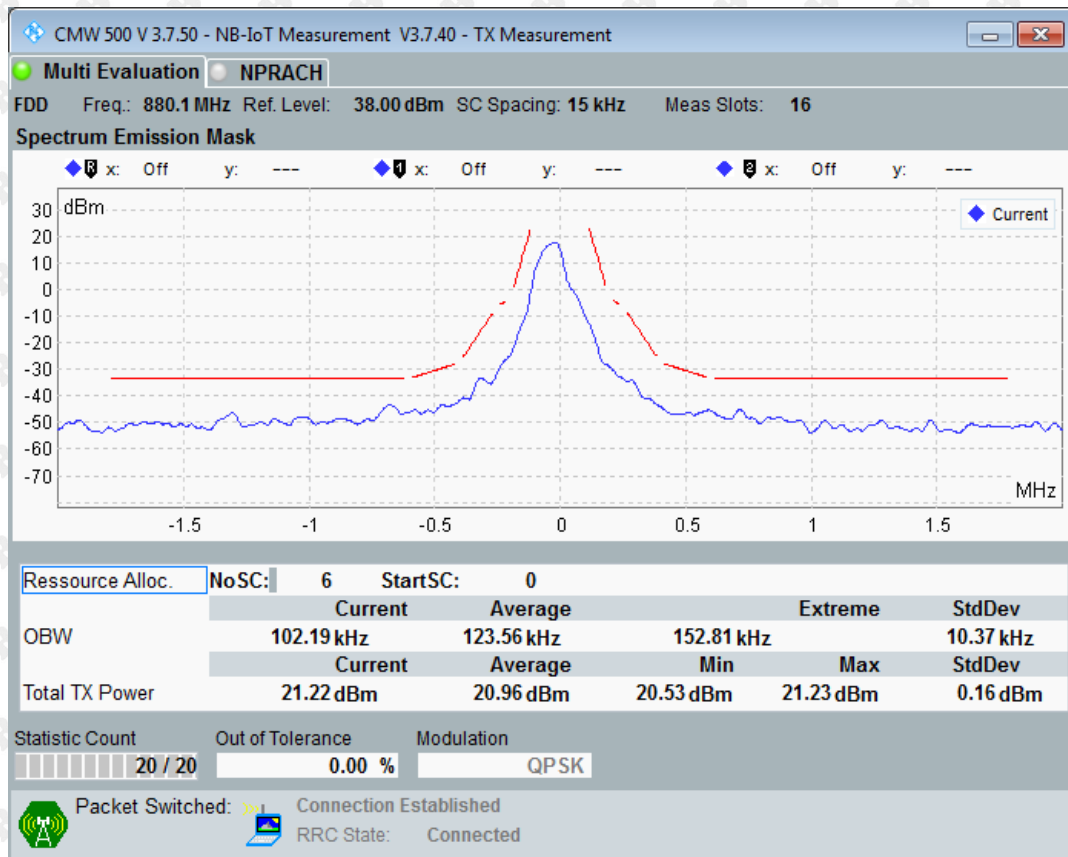 CMW 500 V 3.7.50 - NB-IoT Measurement V3.7.40 - TX Measurement
Multi Evaluation NPRACH
FDD Freq.: 880.1 MHz Ref. Level: 38.00 dBm SC Spacing: 15 kHz Meas Slots: 16
Spectrum Emission Mask
R x: Off y: --- 1 x: Off y: --- 2 x: Off y: ---
dBm
Current
30
20
10
0
-10
-20
-30
-40
-50
-60
-70
MHz
-1.5 -1 -0.5 0 0.5 1 1.5
Ressource Alloc. NoSC: 6 StartSC: 0
Current Average Extreme StdDev
OBW 102.19 kHz 123.56 kHz 152.81 kHz 10.37 kHz
Current Average Min Max StdDev
Total TX Power 21.22 dBm 20.96 dBm 20.53 dBm 21.23 dBm 0.16 dBm
Statistic Count Out of Tolerance Modulation
20 / 20 0.00 % QPSK
Packet Switched: Connection Established
RRC State: Connected